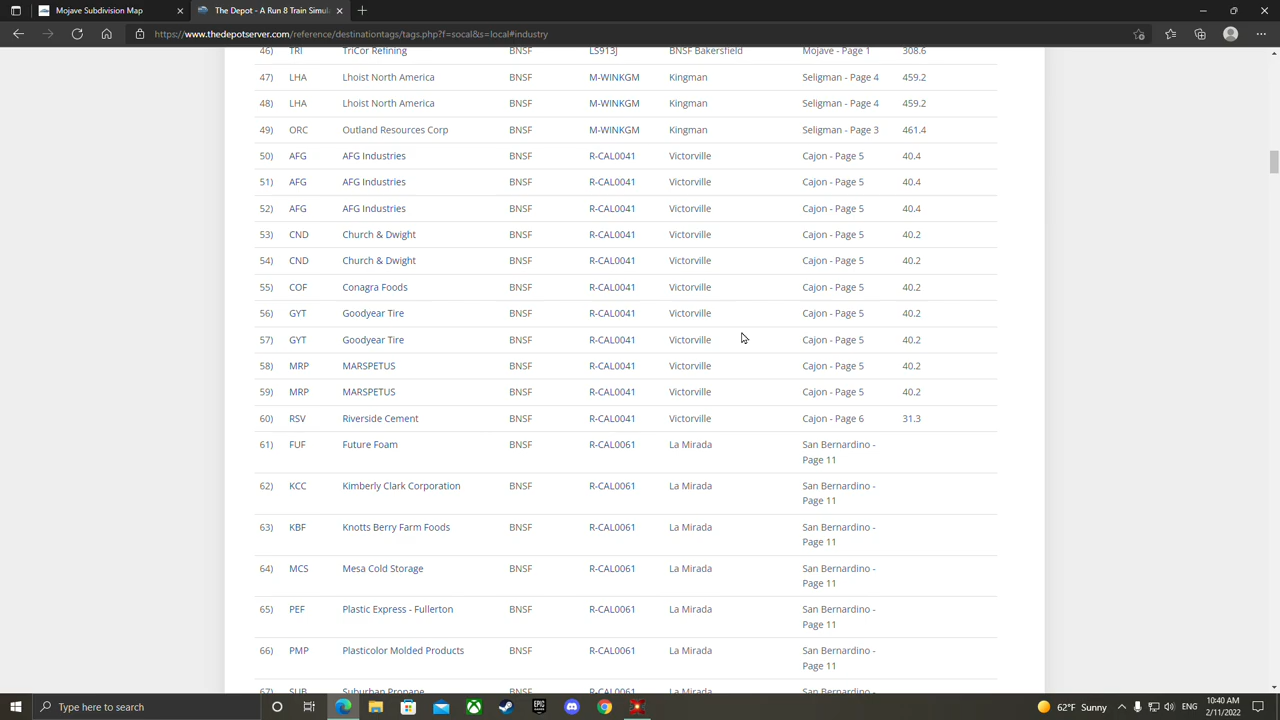 Mojave Subdivision Map
The Depot - A Run 8 Train Simul
https://www.thedepotserver.com/reference/destinationtags/tags.php?f=socal&s=local#industry
46) TRI TriCor Refining BNSF LS913J BNSF Bakersfield Mojave - Page 1 308.6
47) LHA Lhoist North America BNSF M-WINKGM Kingman Seligman - Page 4 459.2
48) LHA Lhoist North America BNSF M-WINKGM Kingman Seligman - Page 4 459.2
49) ORC Outland Resources Corp BNSF M-WINKGM Kingman Seligman - Page 3 461.4
50) AFG AFG Industries BNSF R-CAL0041 Victorville Cajon - Page 5 40.4
51) AFG AFG Industries BNSF R-CAL0041 Victorville Cajon - Page 5 40.4
52) AFG AFG Industries BNSF R-CAL0041 Victorville Cajon - Page 5 40.4
53) CND Church & Dwight BNSF R-CAL0041 Victorville Cajon - Page 5 40.2
54) CND Church & Dwight BNSF R-CAL0041 Victorville Cajon - Page 5 40.2
55) COF Conagra Foods BNSF R-CAL0041 Victorville Cajon - Page 5 40.2
56) GYT Goodyear Tire BNSF R-CAL0041 Victorville Cajon - Page 5 40.2
57) GYT Goodyear Tire BNSF R-CAL0041 Victorville Cajon - Page 5 40.2
58) MRP MARSPETUS BNSF R-CAL0041 Victorville Cajon - Page 5 40.2
59) MRP MARSPETUS BNSF R-CAL0041 Victorville Cajon - Page 5 40.2
60) RSV Riverside Cement BNSF R-CAL0041 Victorville Cajon - Page 6 31.3
61) FUF Future Foam BNSF R-CAL0061 La Mirada San Bernardino -
Page 11
62) KCC Kimberly Clark Corporation BNSF R-CAL0061 La Mirada San Bernardino -
Page 11
63) KBF Knotts Berry Farm Foods BNSF R-CAL0061 La Mirada San Bernardino -
Page 11
64) MCS Mesa Cold Storage BNSF R-CAL0061 La Mirada San Bernardino -
Page 11
65) PEF Plastic Express - Fullerton BNSF R-CAL0061 La Mirada San Bernardino -
Page 11
66) PMP Plasticolor Molded Products BNSF R-CAL0061 La Mirada San Bernardino -
Page 11
67) SUB Suburban Propane BNSF R-CAL0061 La Mirada San Bernardino -
Type here to search
EPIC
62°F Sunny
ENG
10:40 AM
2/11/2022